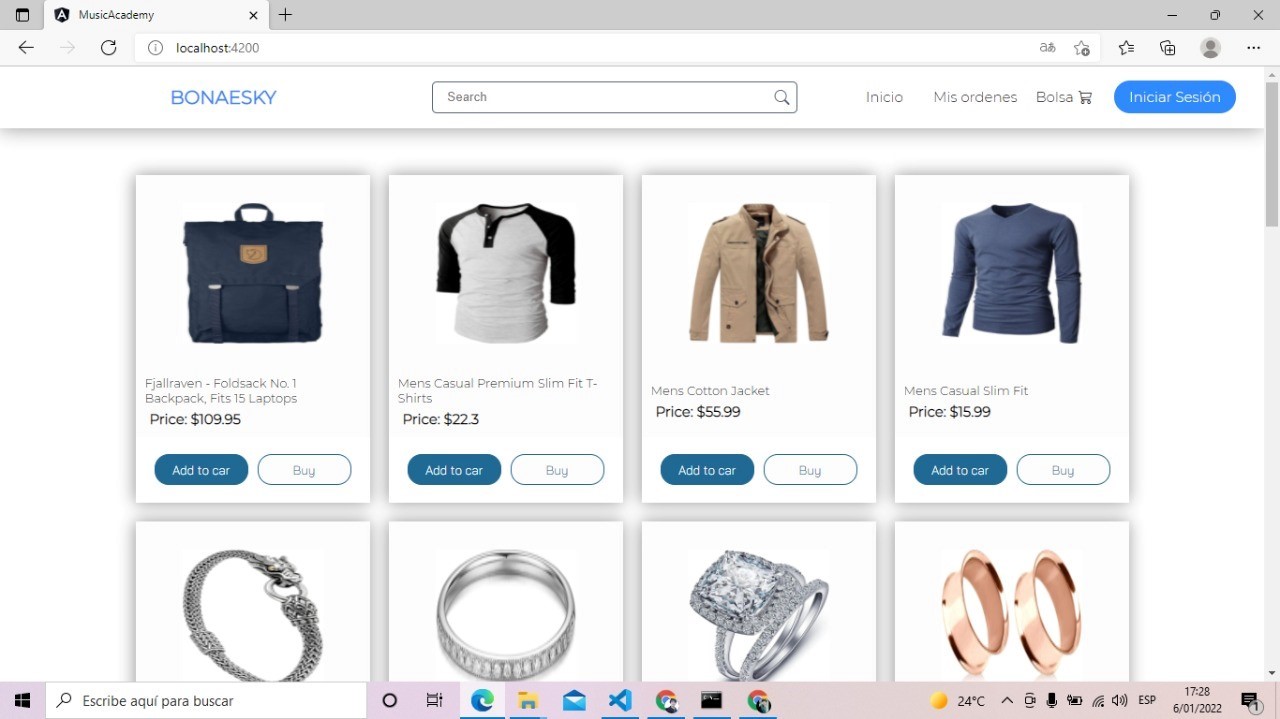 MusicAcademy
localhost:4200
BONAESKY
Search
Inicio
Mis ordenes
Bolsa
Iniciar Sesión
Fjallraven - Foldsack No. 1
Backpack, Fits 15 Laptops
Price: $109.95
Add to car
Buy
Mens Casual Premium Slim Fit T-
Shirts
Price: $22.3
Add to car
Buy
Mens Cotton Jacket
Price: $55.99
Add to car
Buy
Mens Casual Slim Fit
Price: $15.99
Add to car
Buy
Escribe aquí para buscar
24°C
ESP
17:28
6/01/2022
1